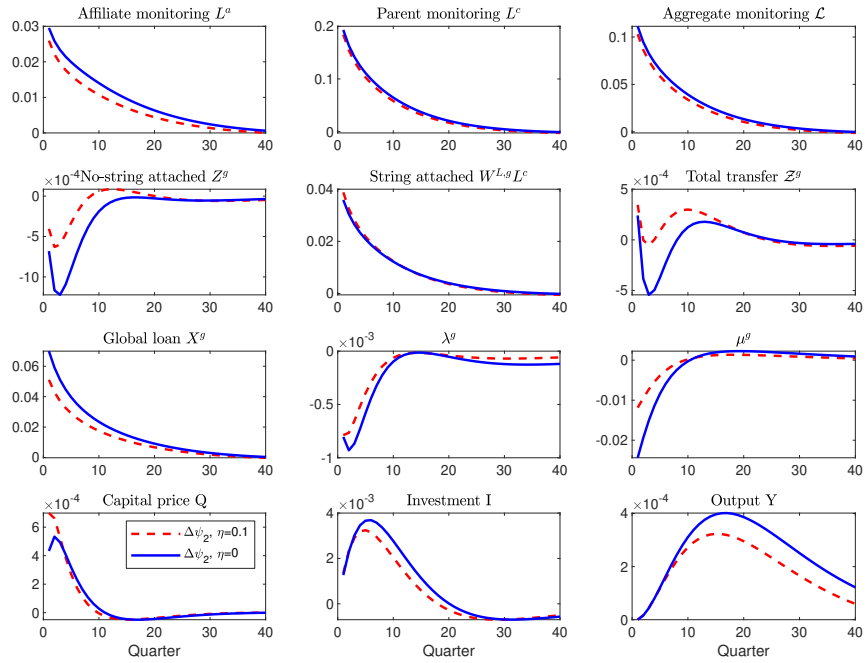 Affiliate monitoring L^a Parent monitoring L^c Aggregate monitoring ℒ
0.03 0.2 0.1
0.02
0.1 0.05
0.01
0 0 0
0 10 20 30 40 0 10 20 30 40 0 10 20 30 40
×10^-4 No-string attached Z^g String attached W^{L,g}L^c ×10^-4 Total transfer 𝒵^g
0 0.04 5
-5 0.02 0
-10 0 -5
0 10 20 30 40 0 10 20 30 40 0 10 20 30 40
Global loan X^g ×10^-3 λ^g μ^g
0.06 0 0
0.04 -0.5 -0.01
0.02
0 -1 -0.02
0 10 20 30 40 0 10 20 30 40 0 10 20 30 40
×10^-4 Capital price Q ×10^-3 Investment I ×10^-4 Output Y
6 4 4
4 Δψ_2, η=0.1
2 Δψ_2, η=0 2 2
0 0 0
0 10 20 30 40 0 10 20 30 40 0 10 20 30 40
Quarter Quarter Quarter